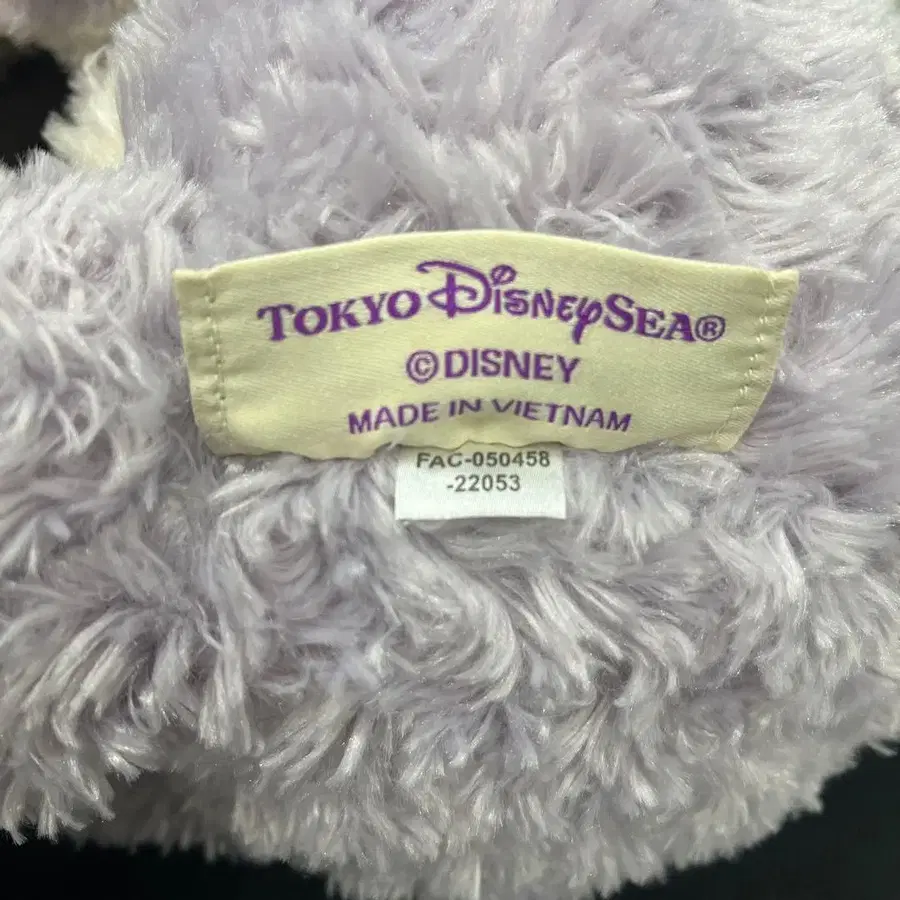 TOKYO DISNEYSEA®
©DISNEY
MADE IN VIETNAM
FAC-050458
-22053